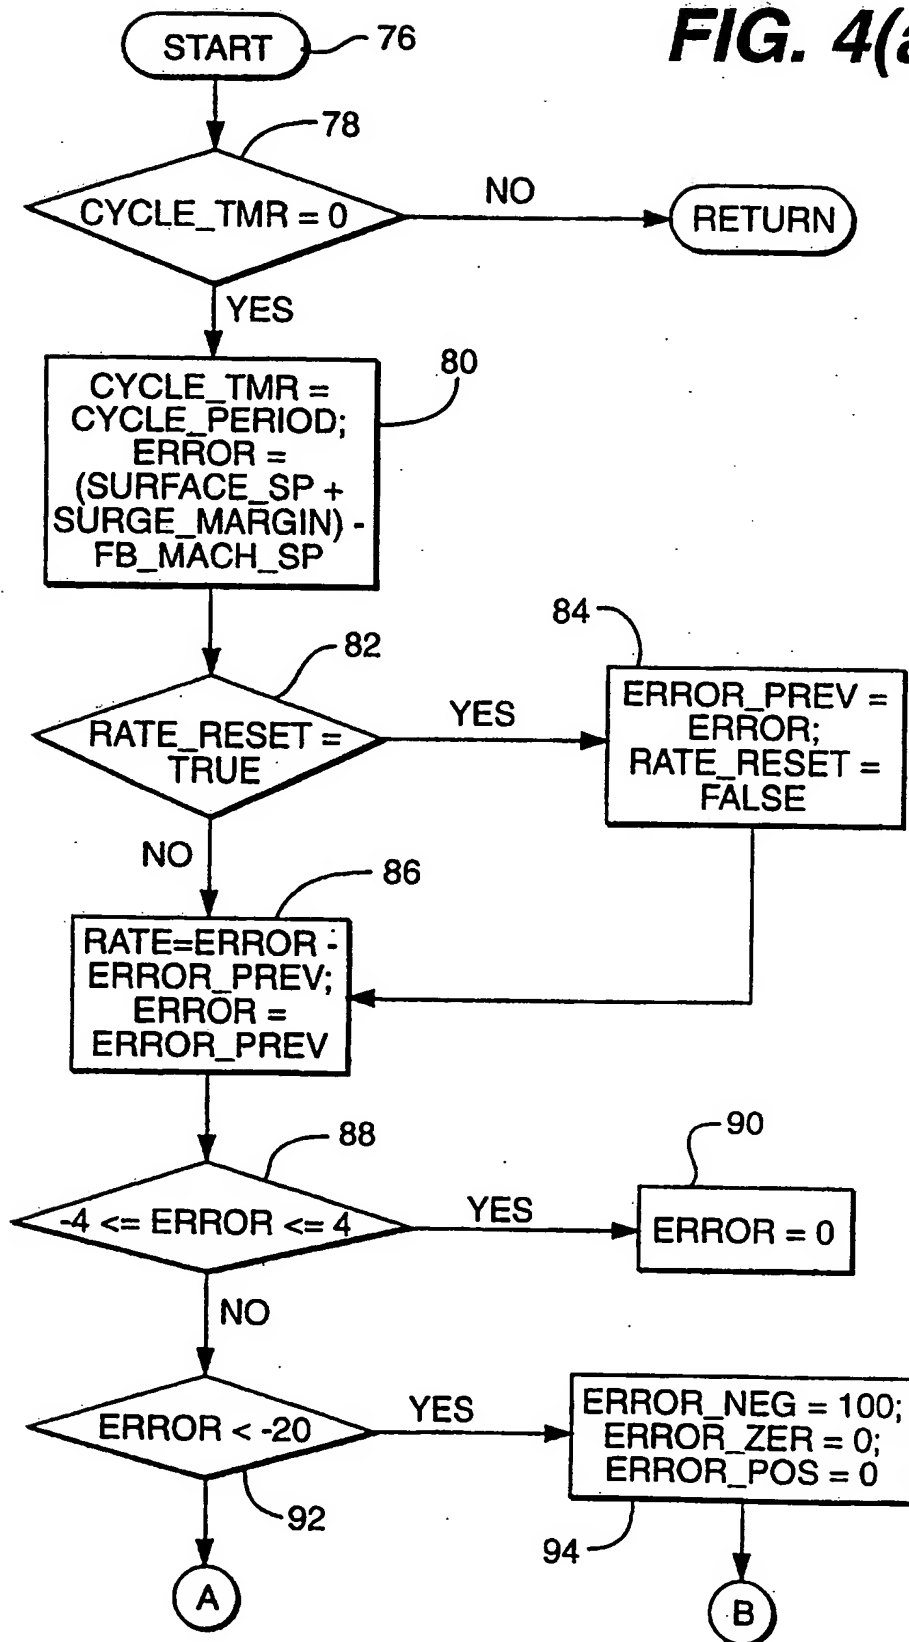 FIG. 4(a
START
76
78
CYCLE_TMR = 0
NO
RETURN
YES
80
CYCLE_TMR =
CYCLE_PERIOD;
ERROR =
(SURFACE_SP +
SURGE_MARGIN) -
FB_MACH_SP
82
RATE_RESET =
TRUE
YES
84
ERROR_PREV =
ERROR;
RATE_RESET =
FALSE
NO
86
RATE=ERROR -
ERROR_PREV;
ERROR =
ERROR_PREV
88
-4 <= ERROR <= 4
YES
90
ERROR = 0
NO
ERROR < -20
92
YES
ERROR_NEG = 100;
ERROR_ZER = 0;
ERROR_POS = 0
94
A
B